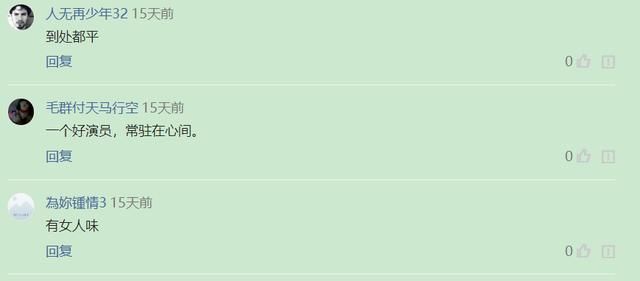 人无再少年32 15天前
到处都平
回复 0
毛群付天马行空 15天前
一个好演员，常驻在心间。
回复 0
為妳锺情3 15天前
有女人味
回复 0